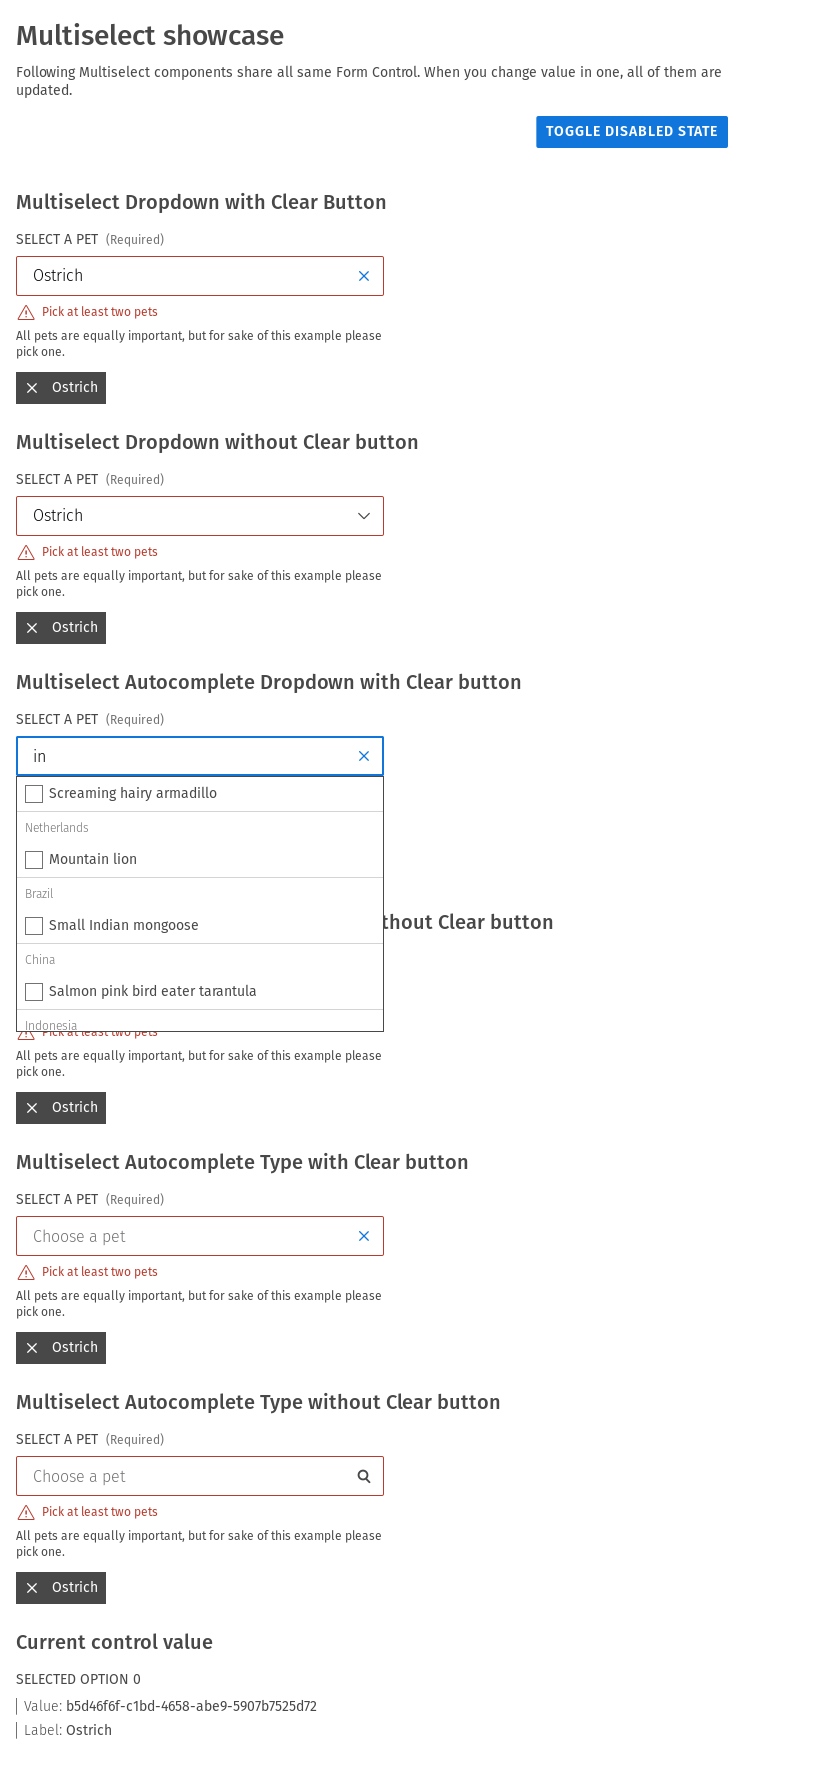 Multiselect showcase
Following Multiselect components share all same Form Control. When you change value in one, all of them are
updated.
TOGGLE DISABLED STATE
Multiselect Dropdown with Clear Button
SELECT A PET (Required)
Ostrich
Pick at least two pets
All pets are equally important, but for sake of this example please
pick one.
Ostrich
Multiselect Dropdown without Clear button
SELECT A PET (Required)
Ostrich
Pick at least two pets
All pets are equally important, but for sake of this example please
pick one.
Ostrich
Multiselect Autocomplete Dropdown with Clear button
SELECT A PET (Required)
in
Screaming hairy armadillo
Netherlands
Mountain lion
Brazil
thout Clear button
Small Indian mongoose
China
Salmon pink bird eater tarantula
Indonesia
Pick at least two pets
All pets are equally important, but for sake of this example please
pick one.
Ostrich
Multiselect Autocomplete Type with Clear button
SELECT A PET (Required)
Choose a pet
Pick at least two pets
All pets are equally important, but for sake of this example please
pick one.
Ostrich
Multiselect Autocomplete Type without Clear button
SELECT A PET (Required)
Choose a pet
Pick at least two pets
All pets are equally important, but for sake of this example please
pick one.
Ostrich
Current control value
SELECTED OPTION 0
Value: b5d46f6f-c1bd-4658-abe9-5907b7525d72
Label: Ostrich